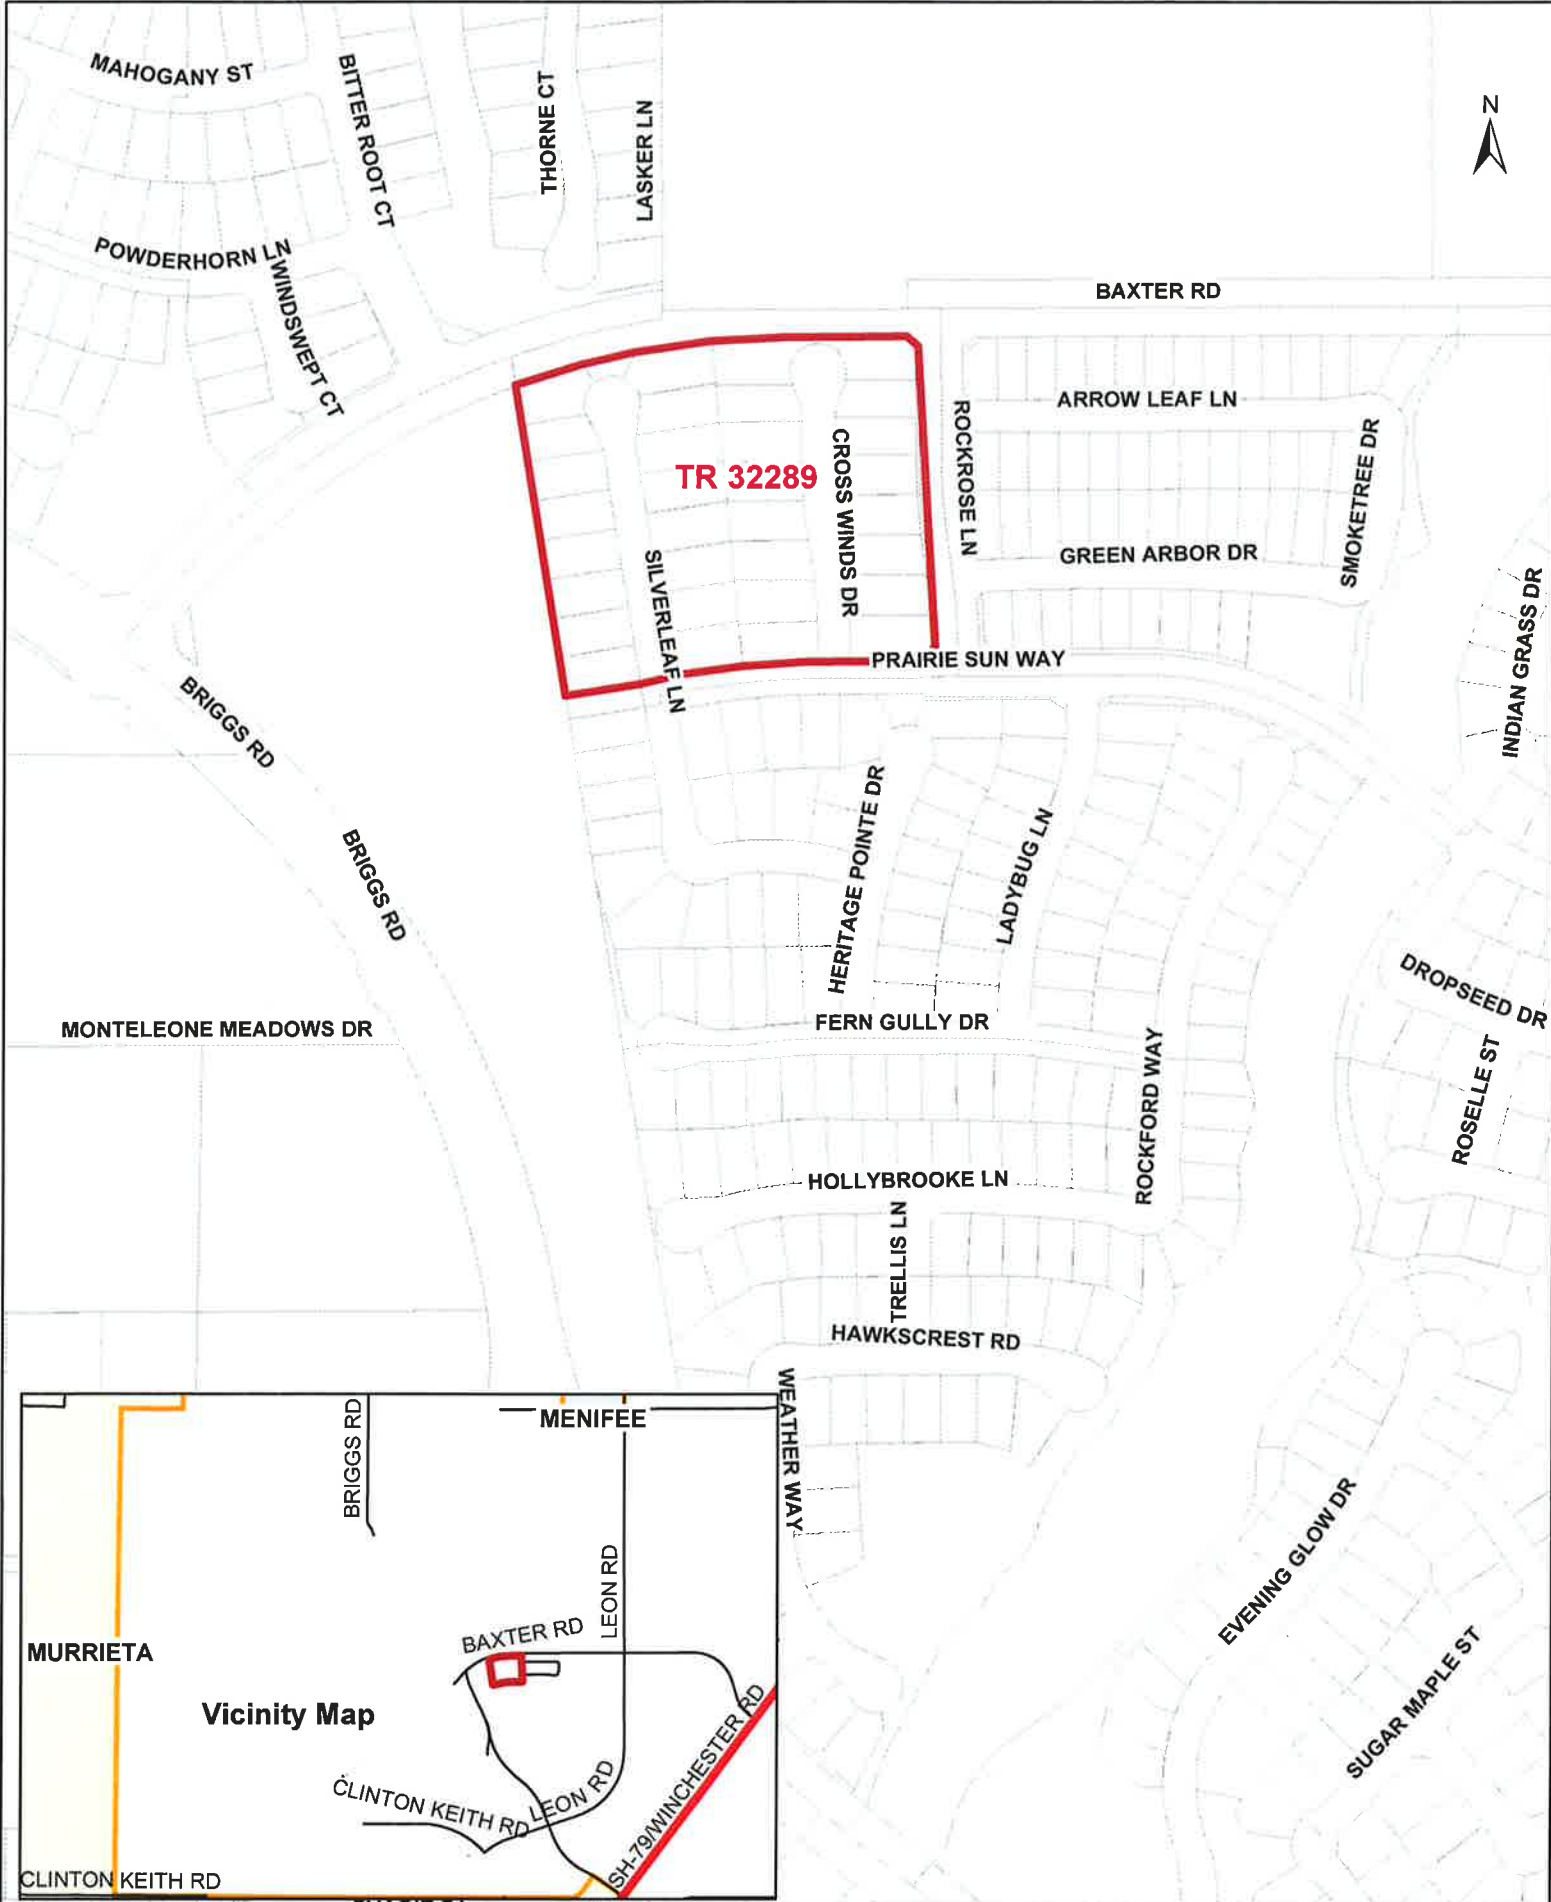 MAHOGANY ST
BITTER ROOT CT
THORNE CT
LASKER LN
N
POWDERHORN LN
WINDSWEPT CT
BAXTER RD
ARROW LEAF LN
ROCKROSE LN
SMOKETREE DR
TR 32289
CROSS WINDS DR
SILVERLEAF LN
GREEN ARBOR DR
INDIAN GRASS DR
PRAIRIE SUN WAY
BRIGGS RD
BRIGGS RD
HERITAGE POINTE DR
LADYBUG LN
DROPSEED DR
MONTELEONE MEADOWS DR
FERN GULLY DR
ROCKFORD WAY
ROSELLE ST
HOLLYBROOKE LN
TRELLIS LN
HAWKSCREST RD
WEATHER WAY
EVENING GLOW DR
SUGAR MAPLE ST
BRIGGS RD
MENIFEE
LEON RD
BAXTER RD
MURRIETA
Vicinity Map
CLINTON KEITH RD
LEON RD
SH-79/WINCHESTER RD
CLINTON KEITH RD